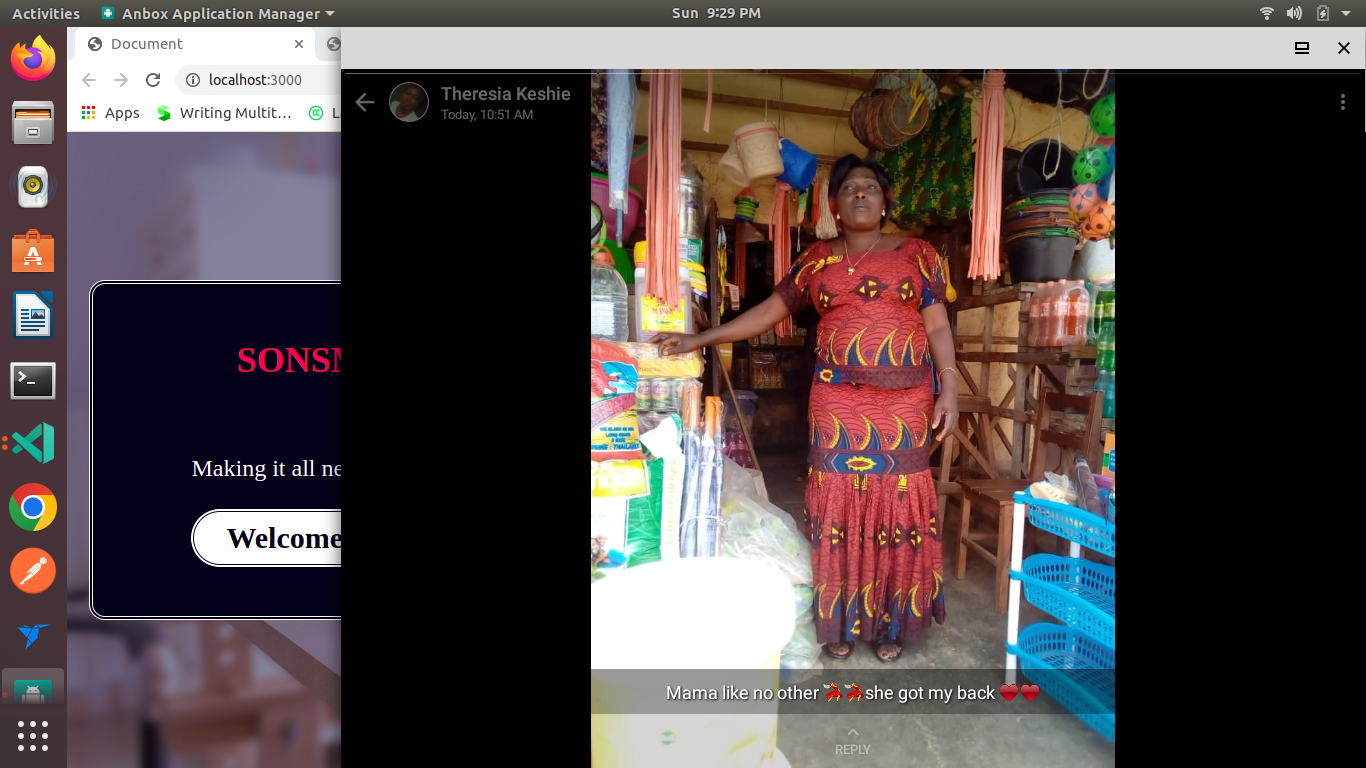 Activities
Anbox Application Manager
Sun 9:29 PM
Document
localhost:3000
Apps
Writing Multit…
L
SONSM
Making it all ne
Welcome
Theresia Keshie
Today, 10:51 AM
Mama like no other 💃💃she got my back ❤️❤️
REPLY